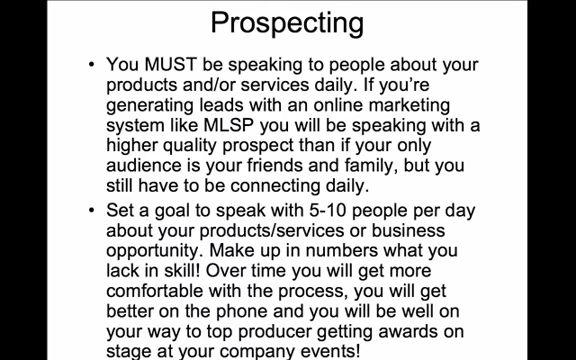 Prospecting
• You MUST be speaking to people about your
products and/or services daily. If you're
generating leads with an online marketing
system like MLSP you will be speaking with a
higher quality prospect than if your only
audience is your friends and family, but you
still have to be connecting daily.
• Set a goal to speak with 5-10 people per day
about your products/services or business
opportunity. Make up in numbers what you
lack in skill! Over time you will get more
comfortable with the process, you will get
better on the phone and you will be well on
your way to top producer getting awards on
stage at your company events!